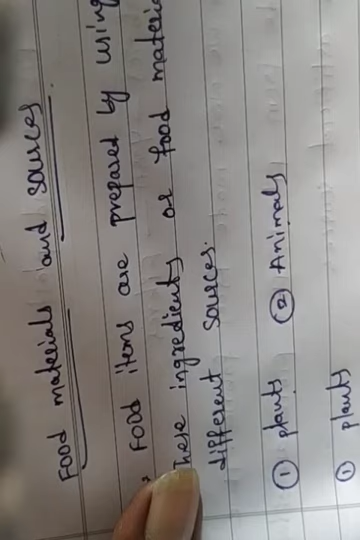 Food materials and sources
* Food items are prepared by using
These ingredients or food
different sources.
① plants ② Animals
① plants